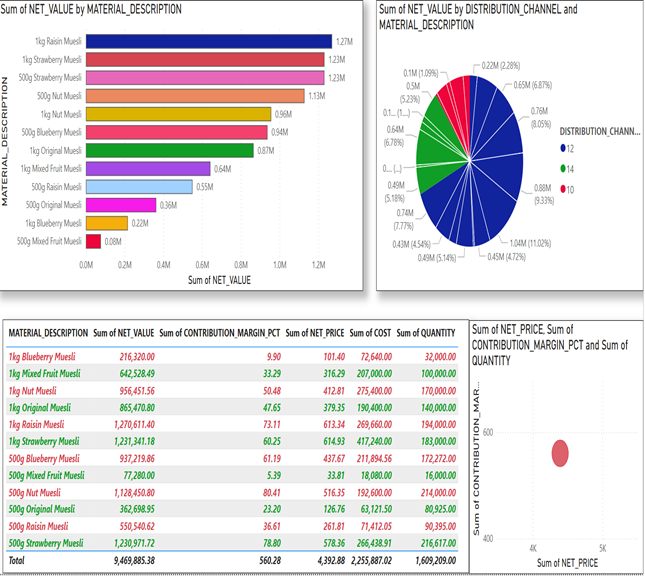 Sum of NET_VALUE by MATERIAL_DESCRIPTION
MATERIAL_DESCRIPTION
1kg Raisin Muesli 1.27M
1kg Strawberry Muesli 1.23M
500g Strawberry Muesli 1.23M
500g Nut Muesli 1.13M
1kg Nut Muesli 0.96M
500g Blueberry Muesli 0.94M
1kg Original Muesli 0.87M
1kg Mixed Fruit Muesli 0.64M
500g Raisin Muesli 0.55M
500g Original Muesli 0.36M
1kg Blueberry Muesli 0.22M
500g Mixed Fruit Muesli 0.08M
0.0M 0.2M 0.4M 0.6M 0.8M 1.0M 1.2M
Sum of NET_VALUE
Sum of NET_VALUE by DISTRIBUTION_CHANNEL and
MATERIAL_DESCRIPTION
0.22M (2.28%)
0.65M (6.87%)
0.76M
(8.05%)
0.88M
(9.33%)
1.04M (11.02%)
0.45M (4.72%)
0.49M (5.14%)
0.43M (4.54%)
0.74M
(7.77%)
0.49M
(5.18%)
0.... (...)
0.64M
(6.78%)
0.1... (1....)
0.5M
(5.23%)
0.1M (1.09%)
DISTRIBUTION_CHANN...
12
14
10
MATERIAL_DESCRIPTION Sum of NET_VALUE Sum of CONTRIBUTION_MARGIN_PCT Sum of NET_PRICE Sum of COST Sum of QUANTITY
1kg Blueberry Muesli 216,320.00 9.90 101.40 72,640.00 32,000.00
1kg Mixed Fruit Muesli 642,528.49 33.29 316.29 207,000.00 100,000.00
1kg Nut Muesli 956,451.56 50.48 412.81 275,400.00 170,000.00
1kg Original Muesli 865,470.80 47.65 379.35 190,400.00 140,000.00
1kg Raisin Muesli 1,270,611.40 73.11 613.34 269,660.00 194,000.00
1kg Strawberry Muesli 1,231,341.18 60.25 614.93 417,240.00 183,000.00
500g Blueberry Muesli 937,219.86 61.19 437.67 211,894.56 172,272.00
500g Mixed Fruit Muesli 77,280.00 5.39 33.81 18,080.00 16,000.00
500g Nut Muesli 1,128,450.80 80.41 516.35 192,600.00 214,000.00
500g Original Muesli 362,698.95 23.20 126.76 63,121.50 80,925.00
500g Raisin Muesli 550,540.62 36.61 261.81 71,412.05 90,395.00
500g Strawberry Muesli 1,230,971.72 78.80 578.36 266,438.91 216,617.00
Total 9,469,885.38 560.28 4,392.88 2,255,887.02 1,609,209.00
Sum of NET_PRICE, Sum of
CONTRIBUTION_MARGIN_PCT and Sum of
QUANTITY
Sum of CONTRIBUTION_MAR...
600
400
4K 5K
Sum of NET_PRICE